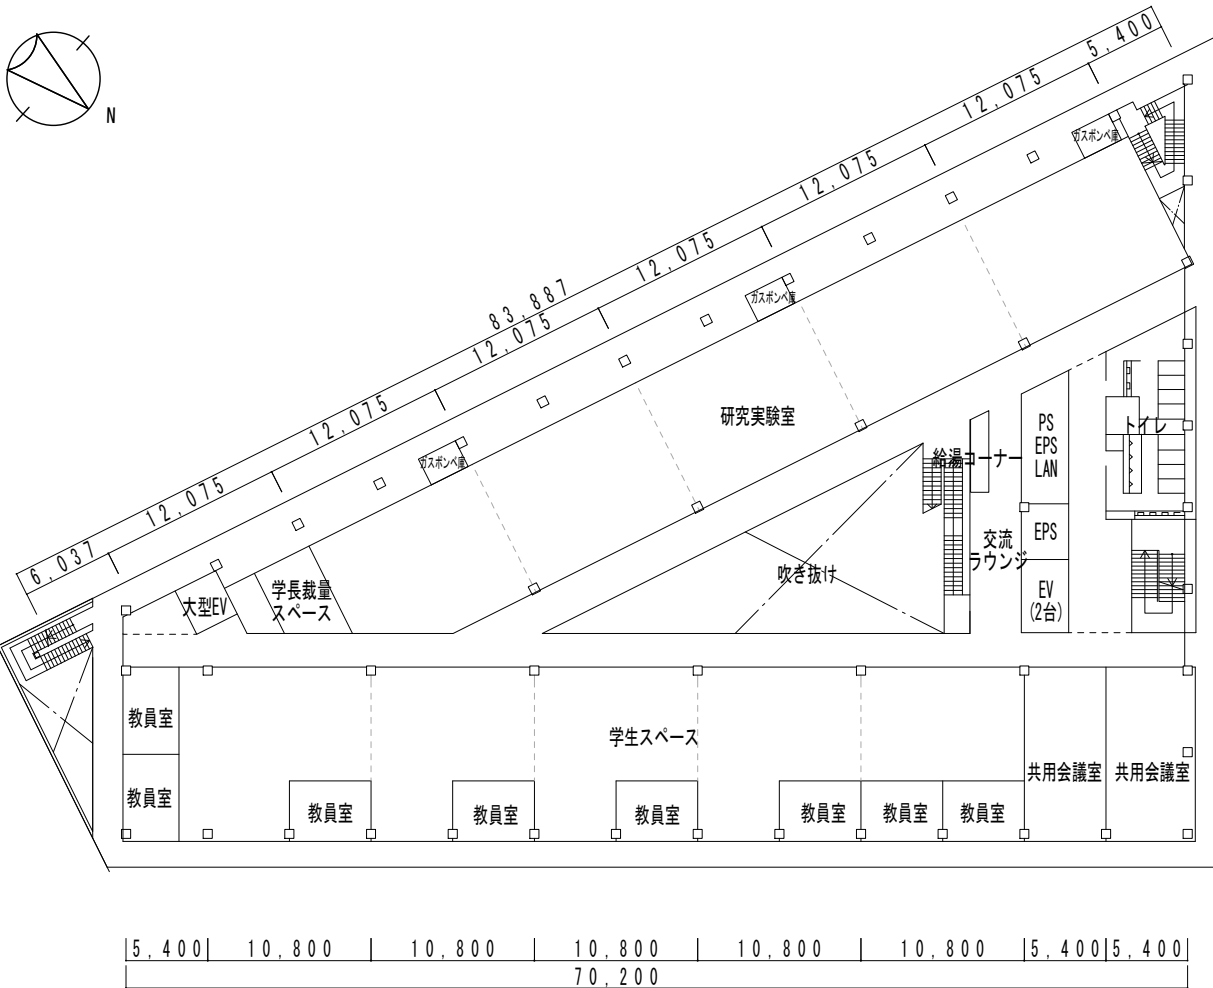 N
5,400
12,075
12,075
12,075
12,075
83,887
12,075
12,075
12,075
6,037
ガスボンベ庫
ガスボンベ庫
ガスボンベ庫
研究実験室
給湯コーナー
PS
EPS
LAN
トイレ
EPS
交流
ラウンジ
EV
(2台)
吹き抜け
大型EV
学長裁量
スペース
教員室
教員室
学生スペース
教員室
教員室
教員室
教員室
教員室
教員室
共用会議室
共用会議室
5,400
10,800
10,800
10,800
10,800
10,800
5,400
5,400
70,200